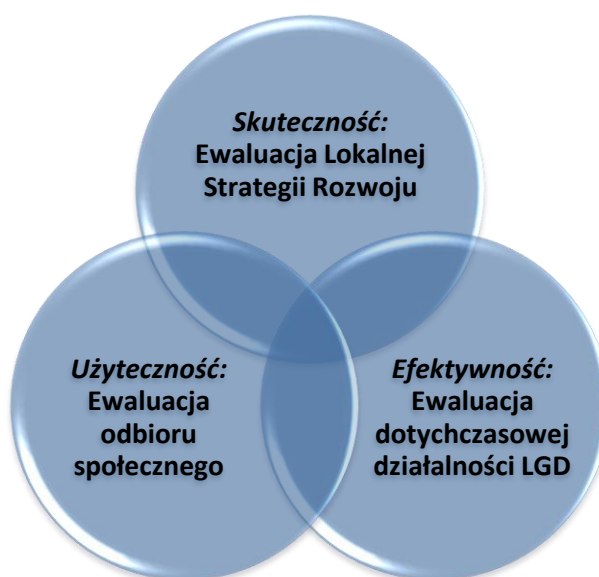 Skuteczność:
Ewaluacja Lokalnej
Strategii Rozwoju
Użyteczność:
Ewaluacja
odbioru
społecznego
Efektywność:
Ewaluacja
dotychczasowej
działalności LGD